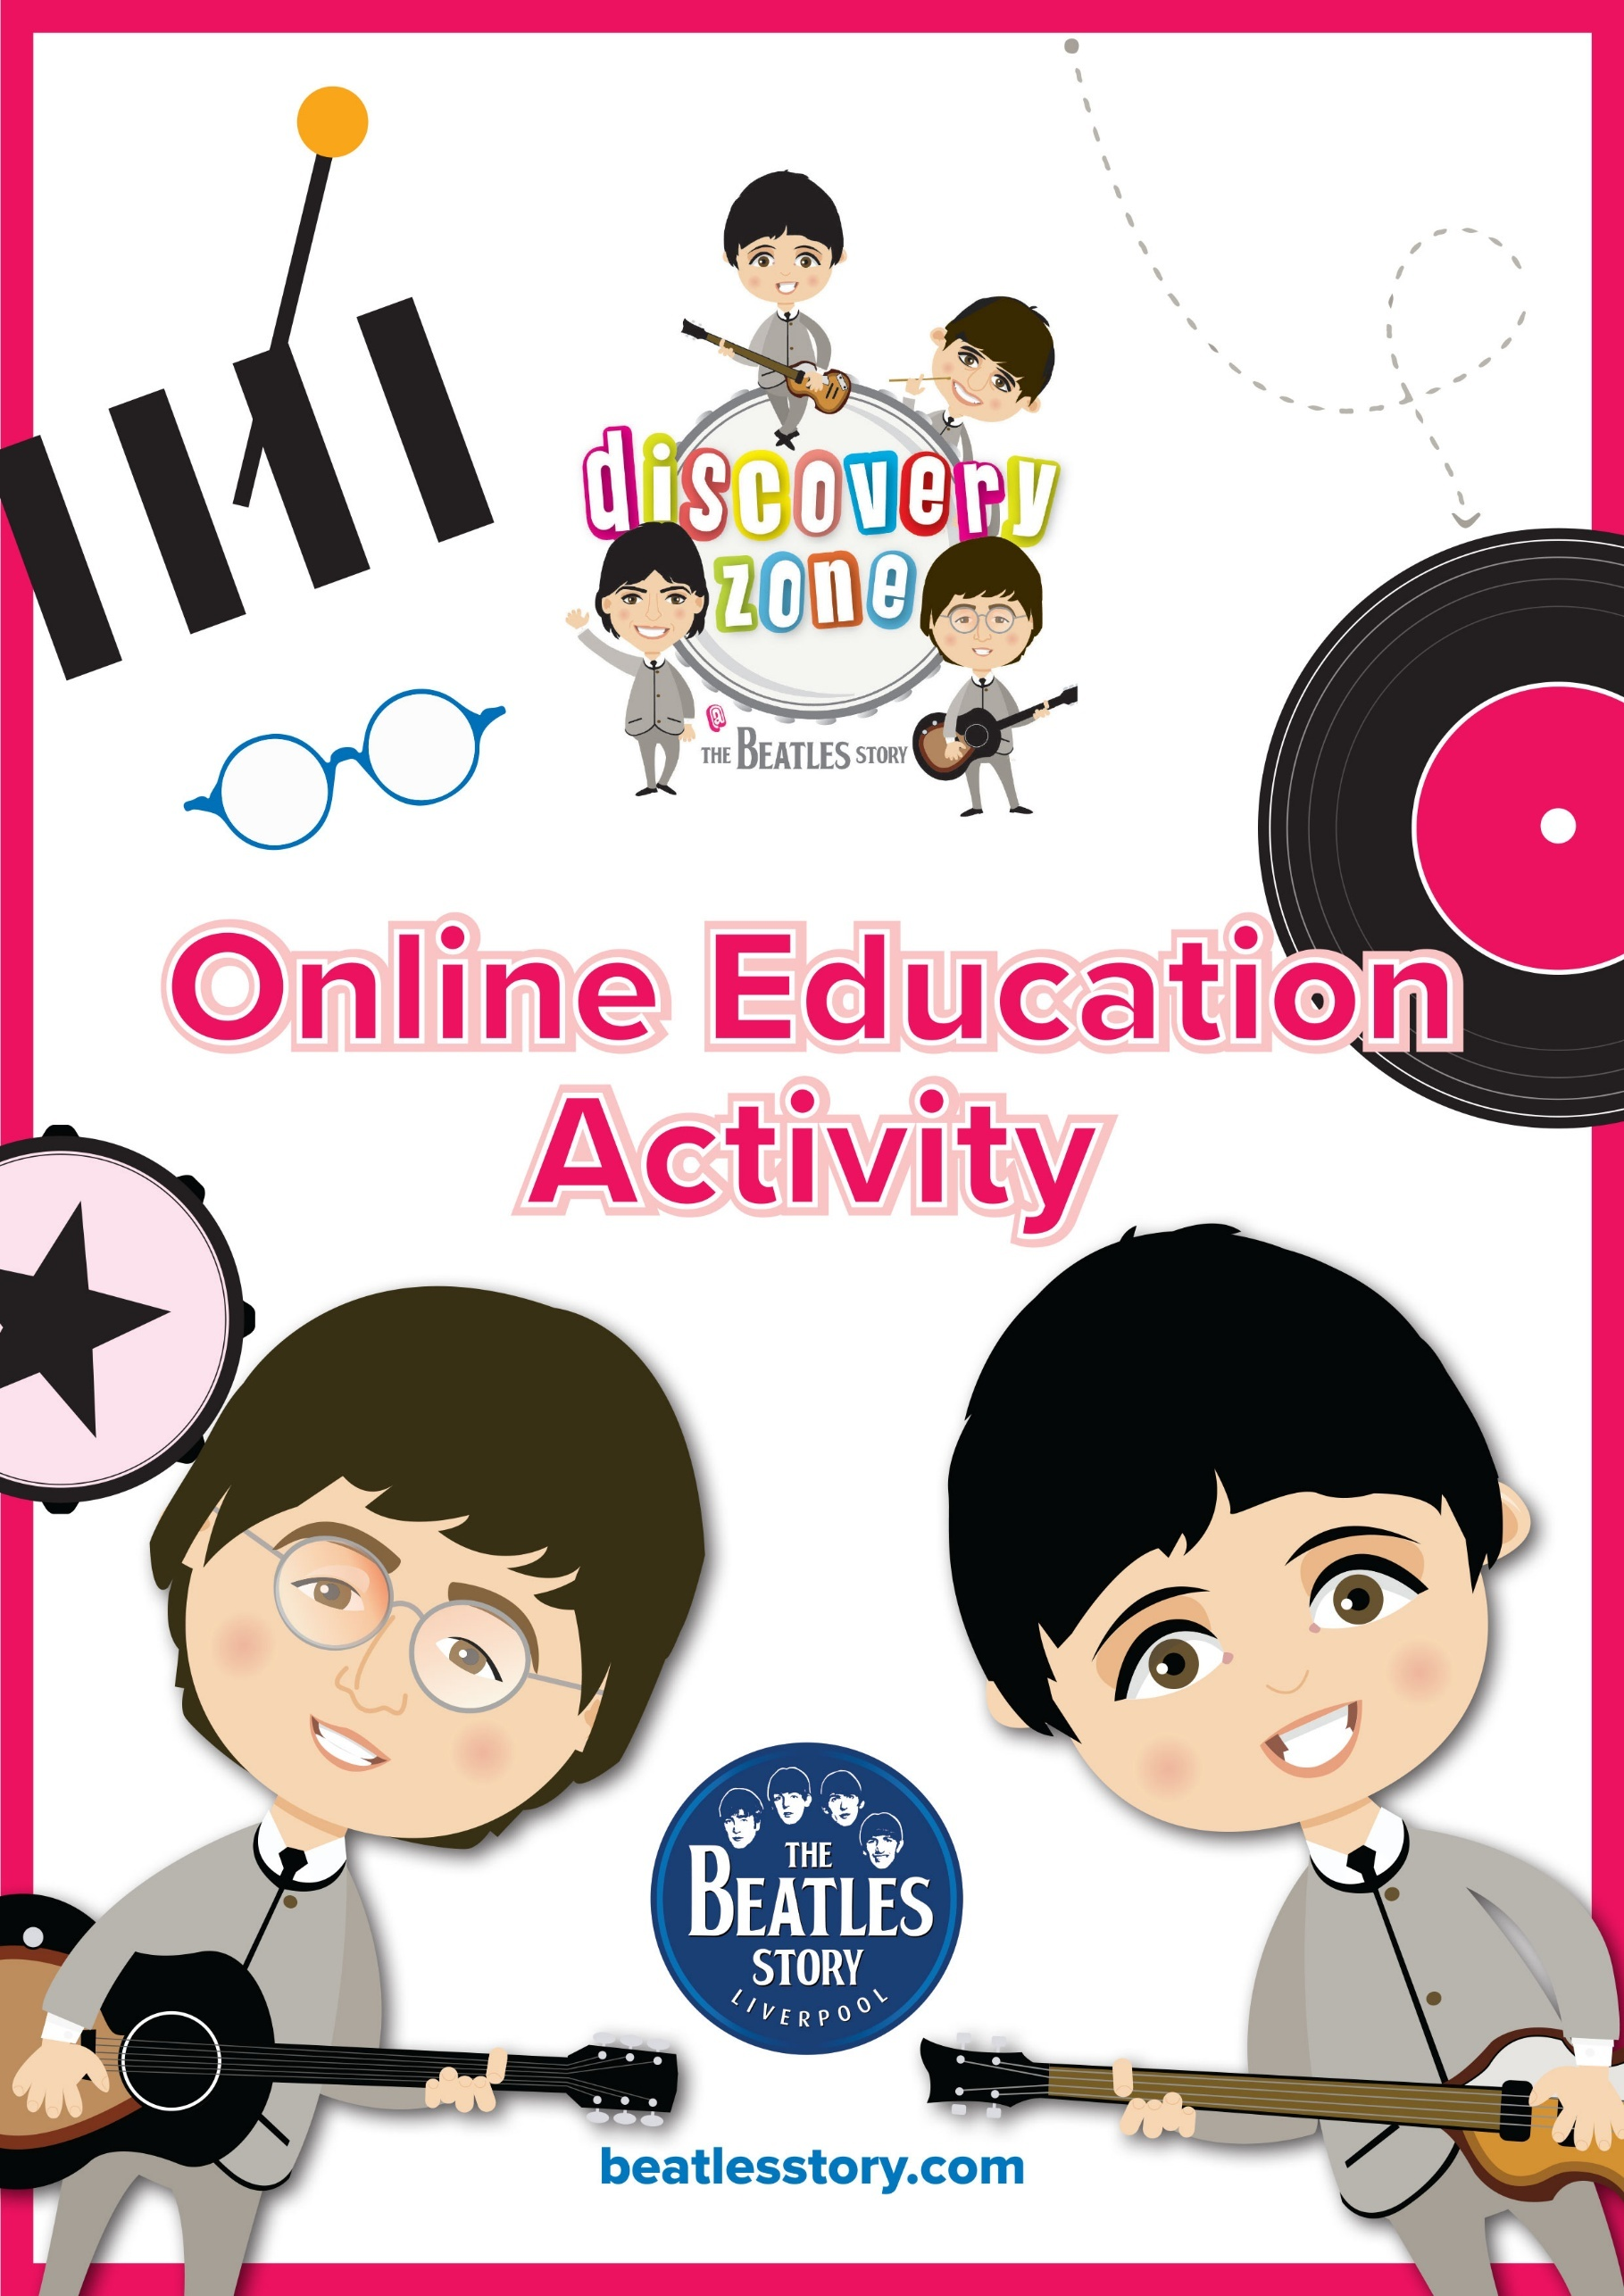 discovery
zone
@
THE BEATLES STORY
Online Education
Activity
THE
BEATLES
STORY
LIVERPOOL
beatlesstory.com